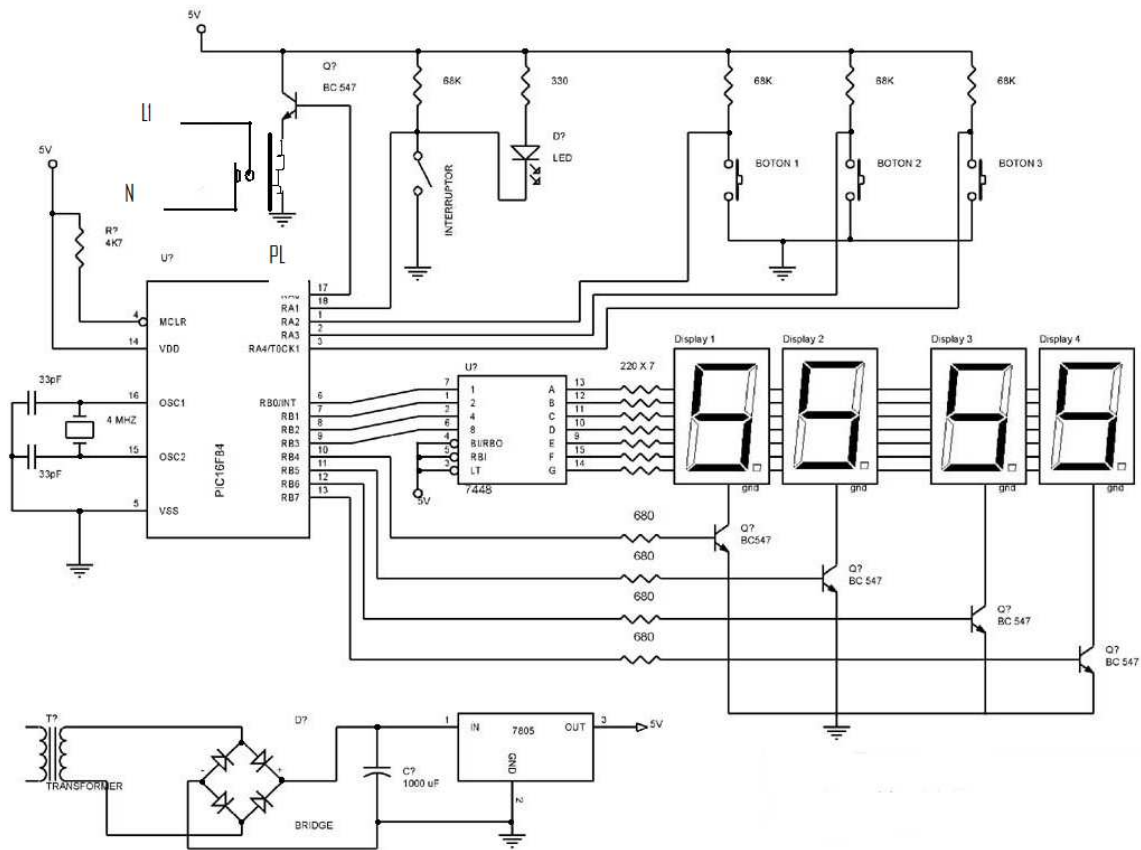 5V
Q?
BC 547
68K
330
68K
68K
68K
L1
5V
D?
LED
BOTON 1
BOTON 2
BOTON 3
N
INTERRUPTOR
R?
4K7
U?
PL
17
18
RA1
1
RA2
2
RA3
3
RA4/T0CK1
4
MCLR
14
VDD
Display 1
Display 2
Display 3
Display 4
U?
220 X 7
33pF
16
OSC1
4 MHZ
15
OSC2
33pF
5
VSS
PIC16F84
RB0/INT
6
RB1
7
RB2
8
RB3
9
RB4
10
RB5
11
RB6
12
RB7
13
7
1
A
13
1
2
B
12
2
4
C
11
6
8
D
10
4
BI/RBO
E
9
5
RBI
F
15
3
LT
G
14
7448
5V
gnd
gnd
gnd
gnd
680
Q?
BC547
680
Q?
BC 547
680
Q?
BC 547
680
Q?
BC 547
T?
TRANSFORMER
D?
BRIDGE
C?
1000 uF
1
IN
7805
OUT
3
5V
GND
2